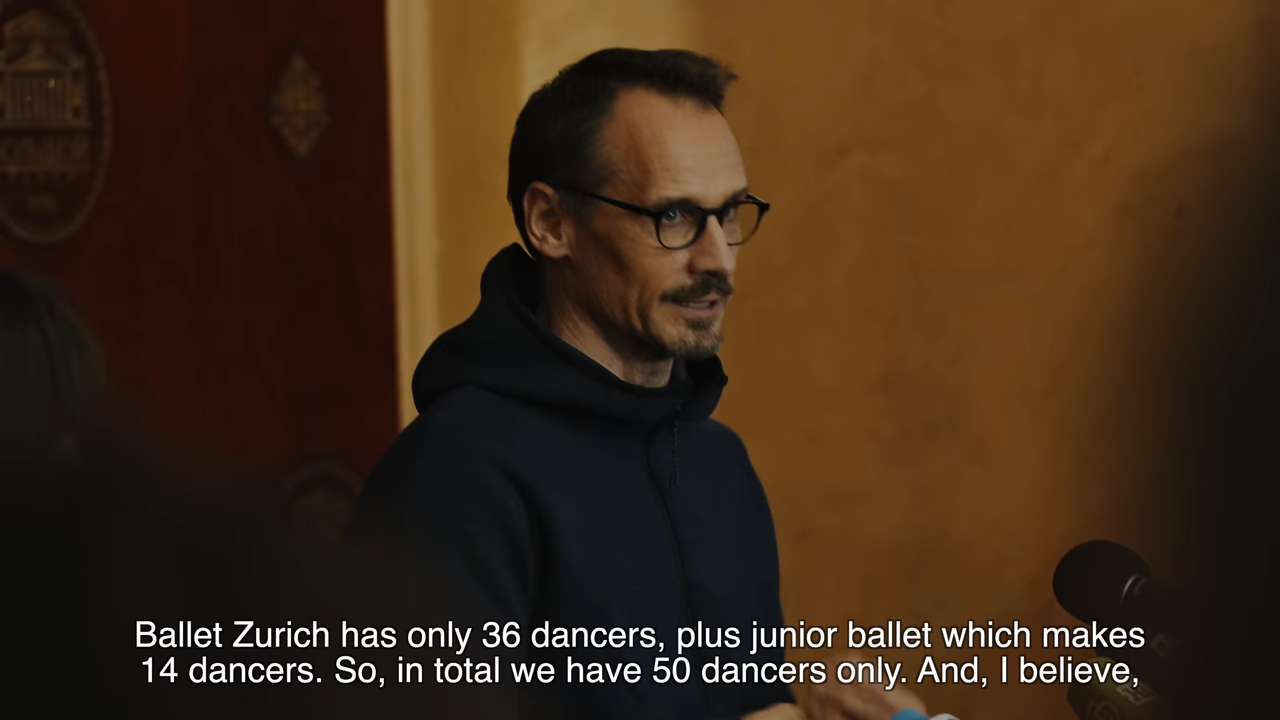 Ballet Zurich has only 36 dancers, plus junior ballet which makes
14 dancers. So, in total we have 50 dancers only. And, I believe,